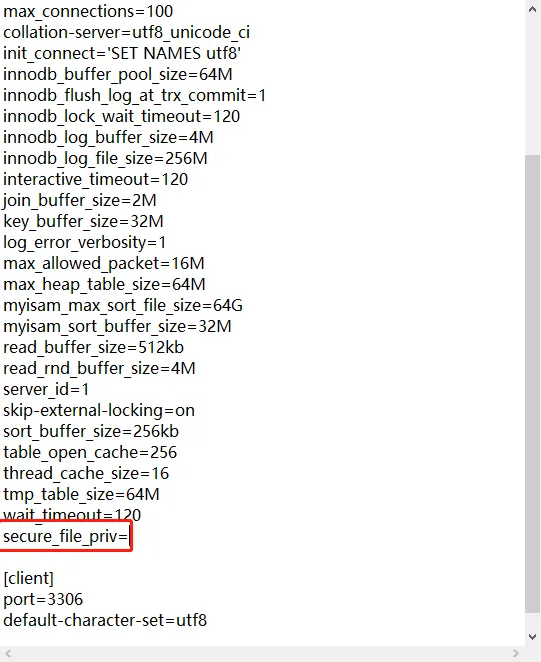 max_connections=100
collation-server=utf8_unicode_ci
init_connect='SET NAMES utf8'
innodb_buffer_pool_size=64M
innodb_flush_log_at_trx_commit=1
innodb_lock_wait_timeout=120
innodb_log_buffer_size=4M
innodb_log_file_size=256M
interactive_timeout=120
join_buffer_size=2M
key_buffer_size=32M
log_error_verbosity=1
max_allowed_packet=16M
max_heap_table_size=64M
myisam_max_sort_file_size=64G
myisam_sort_buffer_size=32M
read_buffer_size=512kb
read_rnd_buffer_size=4M
server_id=1
skip-external-locking=on
sort_buffer_size=256kb
table_open_cache=256
thread_cache_size=16
tmp_table_size=64M
wait_timeout=120
secure_file_priv=
[client]
port=3306
default-character-set=utf8